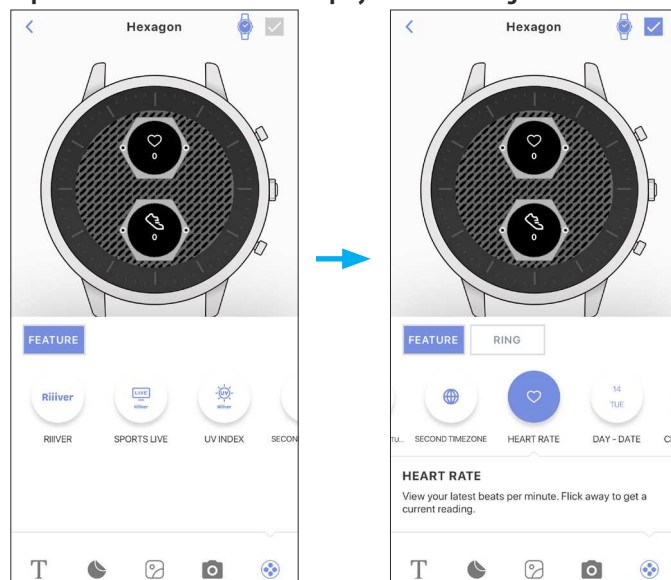 Hexagon
0
0
FEATURE
Riiiver
LIVE
Riiiver
UV
Riiiver
RIIIVER
SPORTS LIVE
UV INDEX
SECON
T
Hexagon
0
0
FEATURE
RING
14
TUE
TU...
SECOND TIMEZONE
HEART RATE
DAY - DATE
HEART RATE
View your latest beats per minute. Flick away to get a
current reading.
T